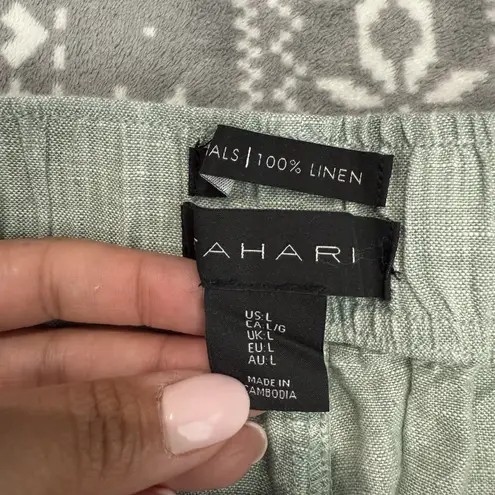 ALS | 100% LINEN
TAHARI
US:L
CA:L/G
UK:L
EU:L
AU:L
MADE IN
CAMBODIA